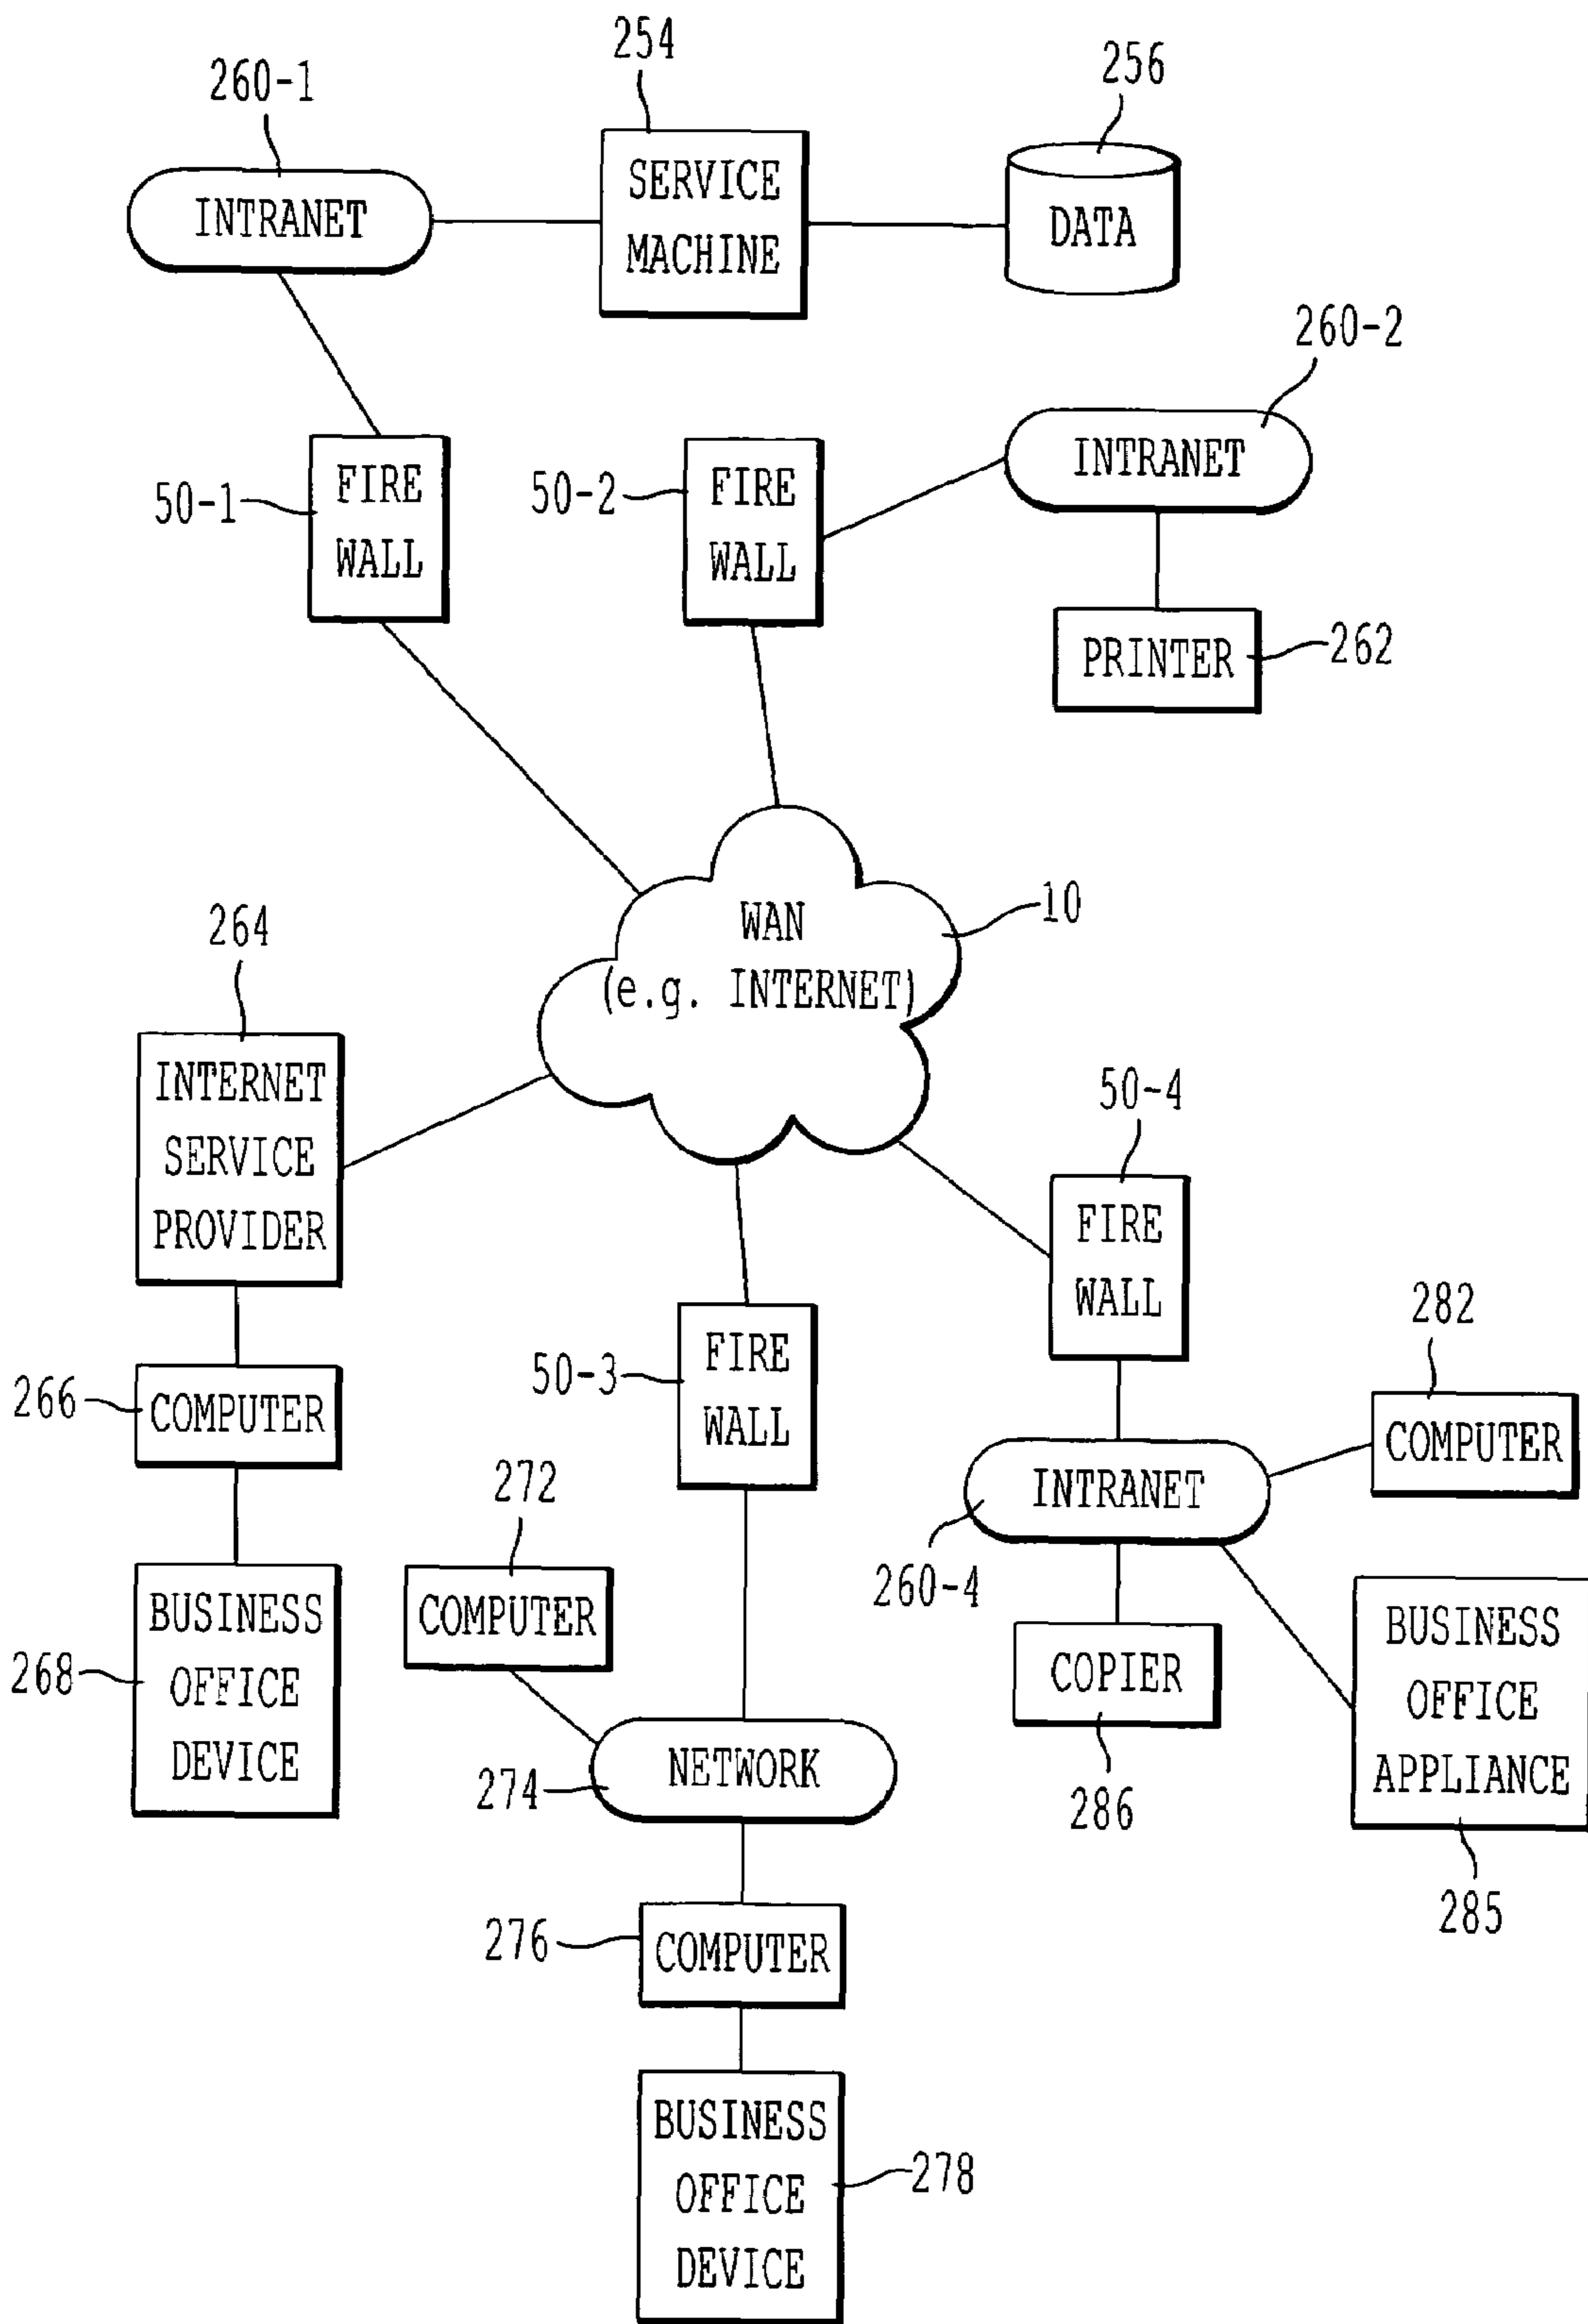 254
256
260-1
SERVICE
MACHINE
INTRANET
DATA
260-2
INTRANET
50-1
FIRE
WALL
50-2
FIRE
WALL
PRINTER
262
WAN
(e.g. INTERNET)
10
264
INTERNET
SERVICE
PROVIDER
50-4
FIRE
WALL
266
COMPUTER
50-3
FIRE
WALL
282
COMPUTER
272
COMPUTER
INTRANET
260-4
268
BUSINESS
OFFICE
DEVICE
COPIER
286
BUSINESS
OFFICE
APPLIANCE
285
274
NETWORK
276
COMPUTER
BUSINESS
OFFICE
DEVICE
278